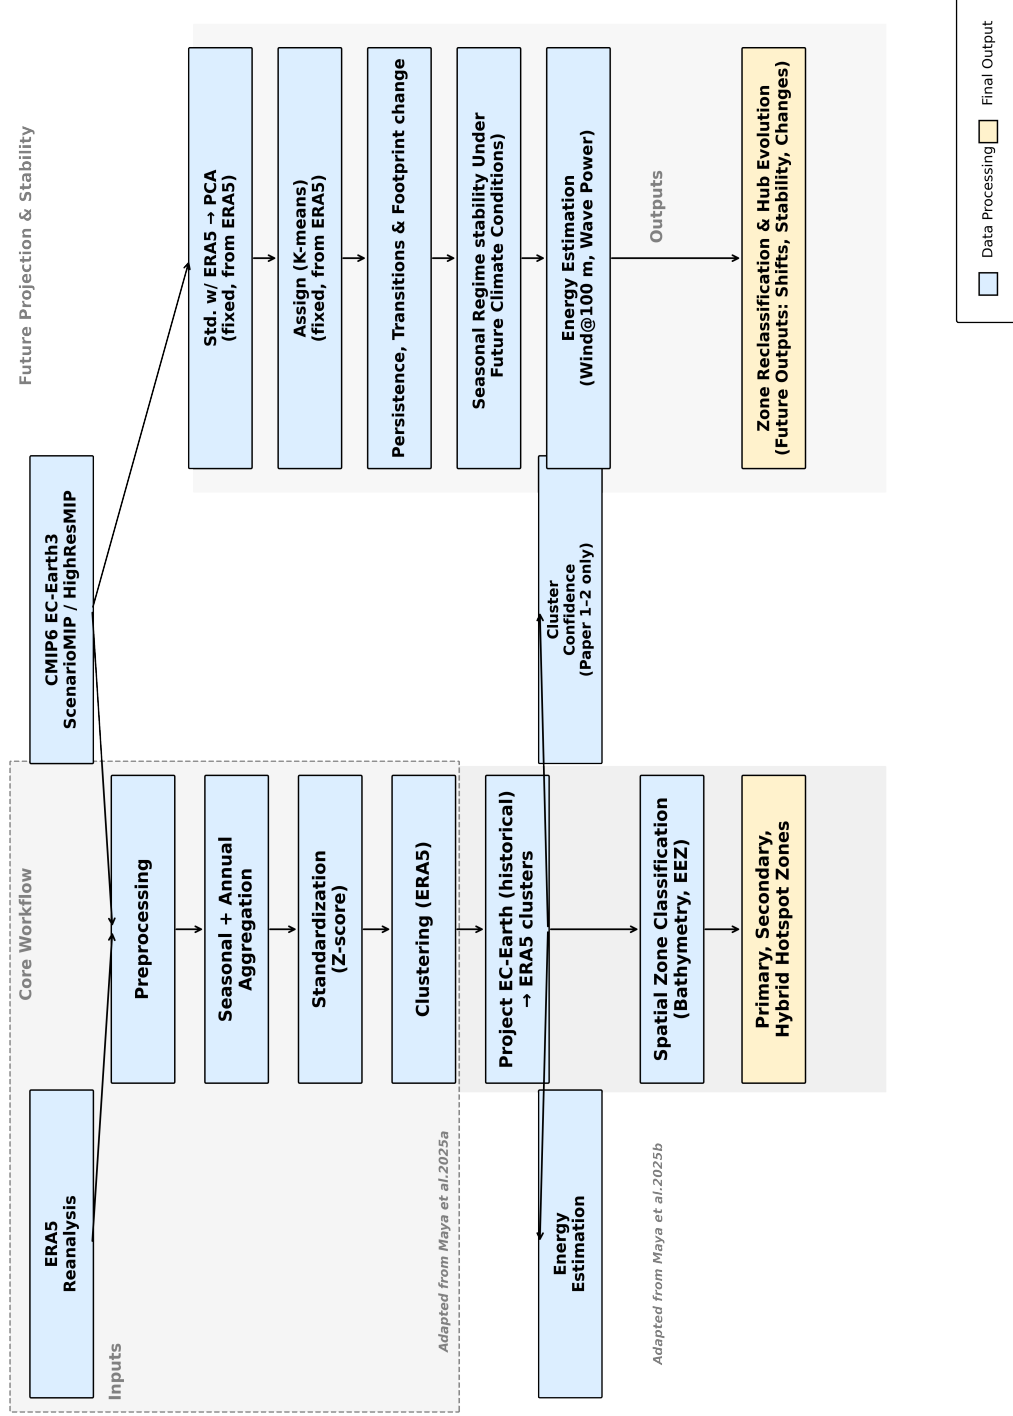 Core Workflow
Future Projection & Stability
ERA5
Reanalysis
CMIP6 EC-Earth3
ScenarioMIP / HighResMIP
Inputs
Preprocessing
Seasonal + Annual
Aggregation
Standardization
(Z-score)
Clustering (ERA5)
Adapted from Maya et al.2025a
Project EC-Earth (historical)
→ ERA5 clusters
Energy
Estimation
Cluster
Confidence
(Paper 1–2 only)
Adapted from Maya et al.2025b
Spatial Zone Classification
(Bathymetry, EEZ)
Primary, Secondary,
Hybrid Hotspot Zones
Std. w/ ERA5 → PCA
(fixed, from ERA5)
Assign (K-means)
(fixed, from ERA5)
Persistence, Transitions & Footprint change
Seasonal Regime stability Under
Future Climate Conditions)
Energy Estimation
(Wind@100 m, Wave Power)
Outputs
Zone Reclassification & Hub Evolution
(Future Outputs: Shifts, Stability, Changes)
Data Processing
Final Output